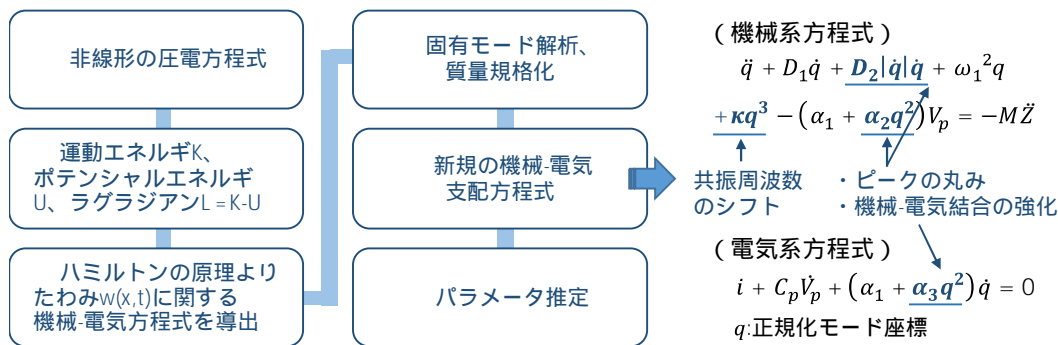 非線形の圧電方程式
運動エネルギK、
ポテンシャルエネルギ
U、ラグラジアンL = K-U
ハミルトンの原理より
たわみw(x,t)に関する
機械-電気方程式を導出
固有モード解析、
質量規格化
新規の機械-電気
支配方程式
パラメータ推定
(機械系方程式)
q̈ + D₁q̇ + D₂|q̇|q̇ + ω₁²q
+κq³ − (α₁ + α₂q²)Vₚ = −MZ̈
共振周波数
のシフト
・ピークの丸み
・機械-電気結合の強化
(電気系方程式)
i + CₚV̇ₚ + (α₁ + α₃q²)q̇ = 0
q:正規化モード座標